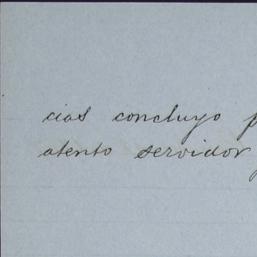 cias concluyo p
atento servidor y